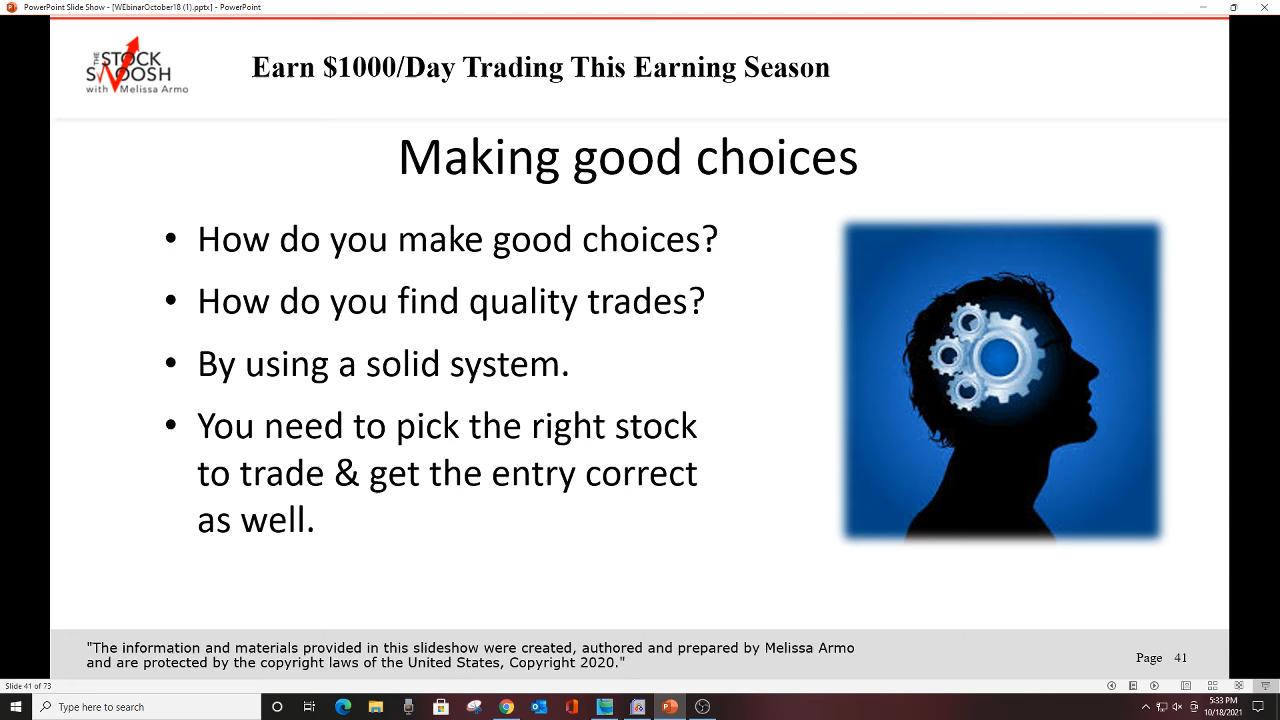 PowerPoint Slide Show - [WEbinarOctober18 (1).pptx] - PowerPoint
THE
STOCK
SWOOSH
with Melissa Armo
Earn $1000/Day Trading This Earning Season
Making good choices
• How do you make good choices?
• How do you find quality trades?
• By using a solid system.
• You need to pick the right stock
to trade & get the entry correct
as well.
"The information and materials provided in this slideshow were created, authored and prepared by Melissa Armo
and are protected by the copyright laws of the United States, Copyright 2020."
Page 41
Slide 41 of 73
Type here to search
5:33 PM
10/18/2021